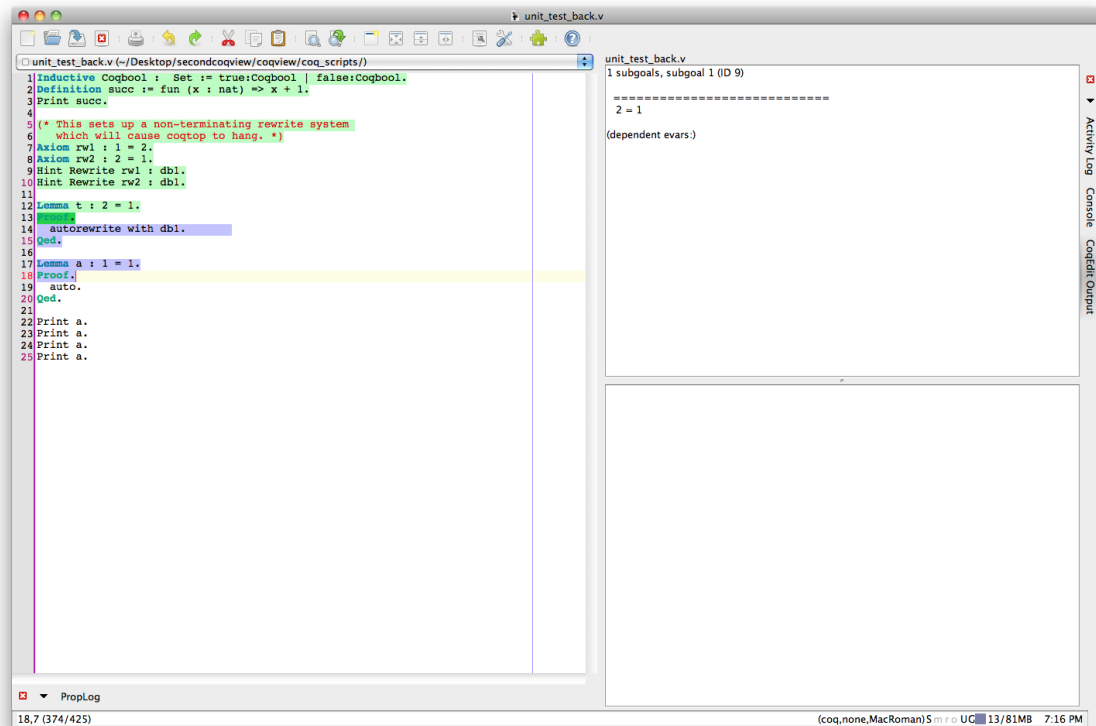 unit_test_back.v
unit_test_back.v (~/Desktop/secondcoqview/coqview/coq_scripts/)
1 Inductive Coqbool :  Set := true:Coqbool | false:Coqbool.
2 Definition succ := fun (x : nat) => x + 1.
3 Print succ.
4
5 (* This sets up a non-terminating rewrite system
6    which will cause coqtop to hang. *)
7 Axiom rw1 : 1 = 2.
8 Axiom rw2 : 2 = 1.
9 Hint Rewrite rw1 : db1.
10 Hint Rewrite rw2 : db1.
11
12 Lemma t : 2 = 1.
13 Proof.
14   autorewrite with db1.
15 Qed.
16
17 Lemma a : 1 = 1.
18 Proof.
19   auto.
20 Qed.
21
22 Print a.
23 Print a.
24 Print a.
25 Print a.
unit_test_back.v
1 subgoals, subgoal 1 (ID 9)
============================
2 = 1
(dependent evars:)
Activity Log
Console
CoqEdit Output
PropLog
18,7 (374/425)
(coq,none,MacRoman) S m r o UG 13/81MB 7:16 PM